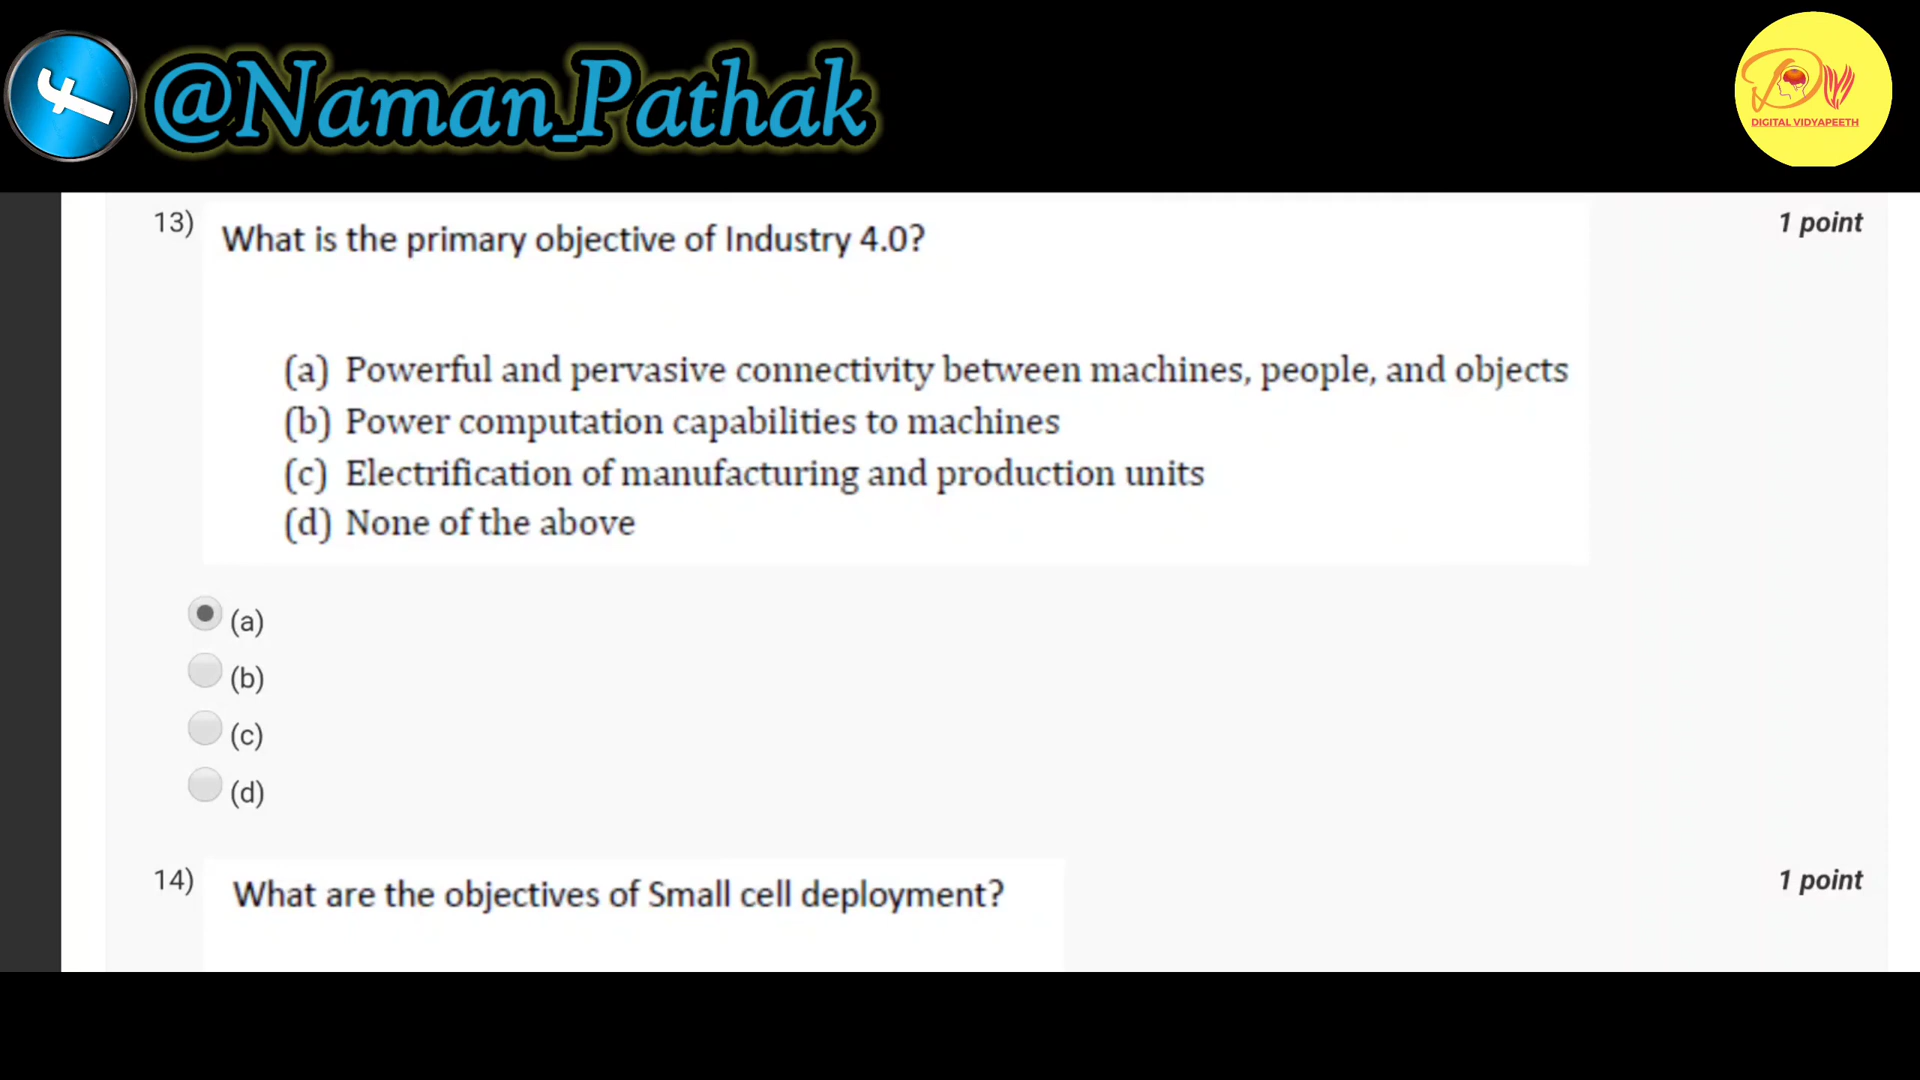 @Naman_Pathak
DIGITAL VIDYAPEETH
13)
What is the primary objective of Industry 4.0?
1 point
(a) Powerful and pervasive connectivity between machines, people, and objects
(b) Power computation capabilities to machines
(c) Electrification of manufacturing and production units
(d) None of the above
(a)
(b)
(c)
(d)
14)
What are the objectives of Small cell deployment?
1 point